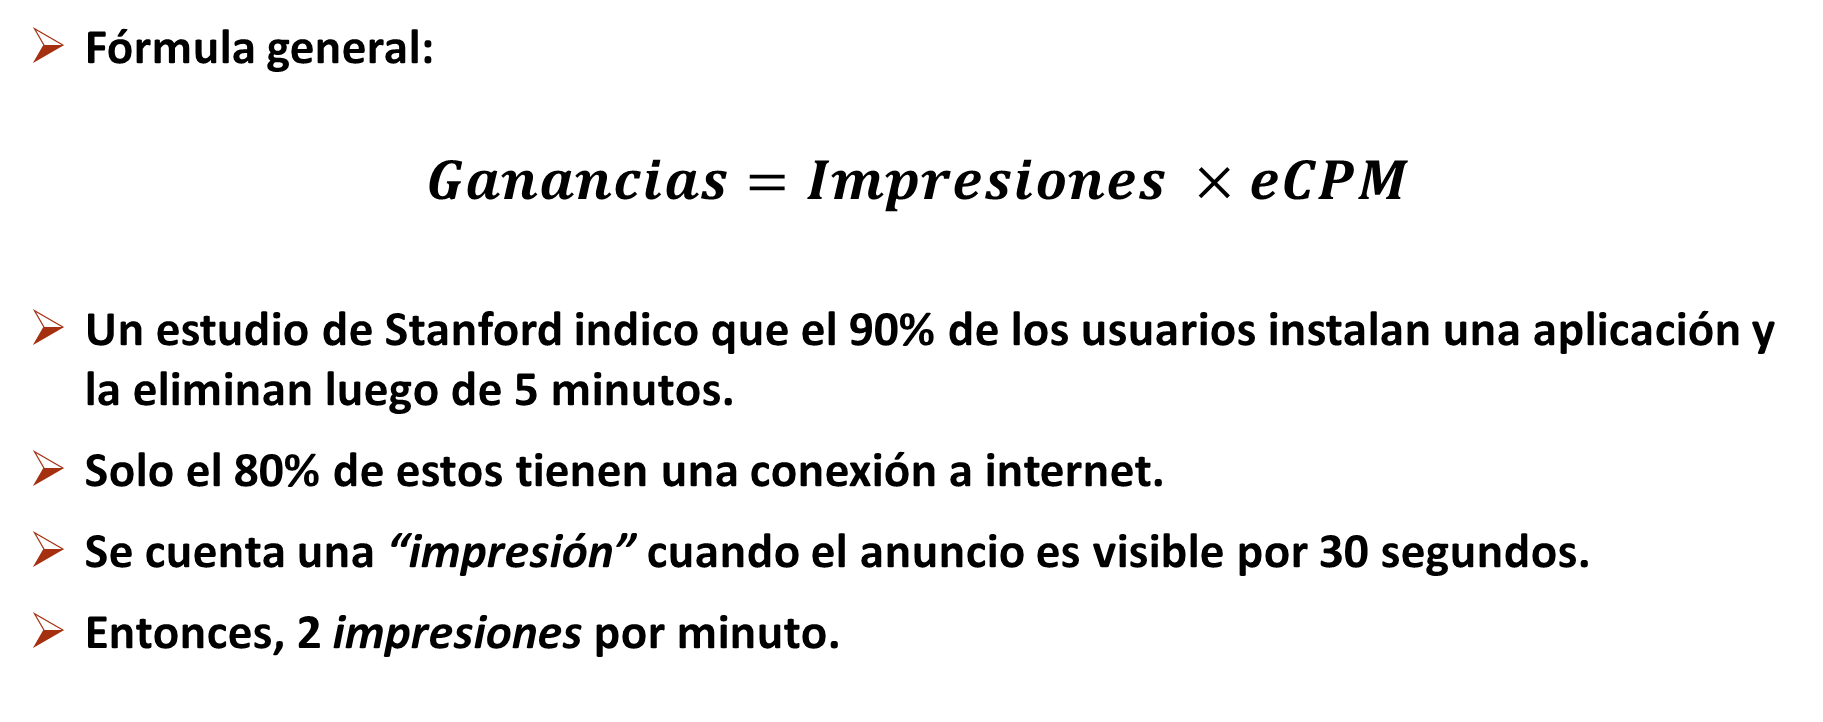 Fórmula general:
Ganancias = Impresiones × eCPM
Un estudio de Stanford indico que el 90% de los usuarios instalan una aplicación y
la eliminan luego de 5 minutos.
Solo el 80% de estos tienen una conexión a internet.
Se cuenta una “impresión” cuando el anuncio es visible por 30 segundos.
Entonces, 2 impresiones por minuto.